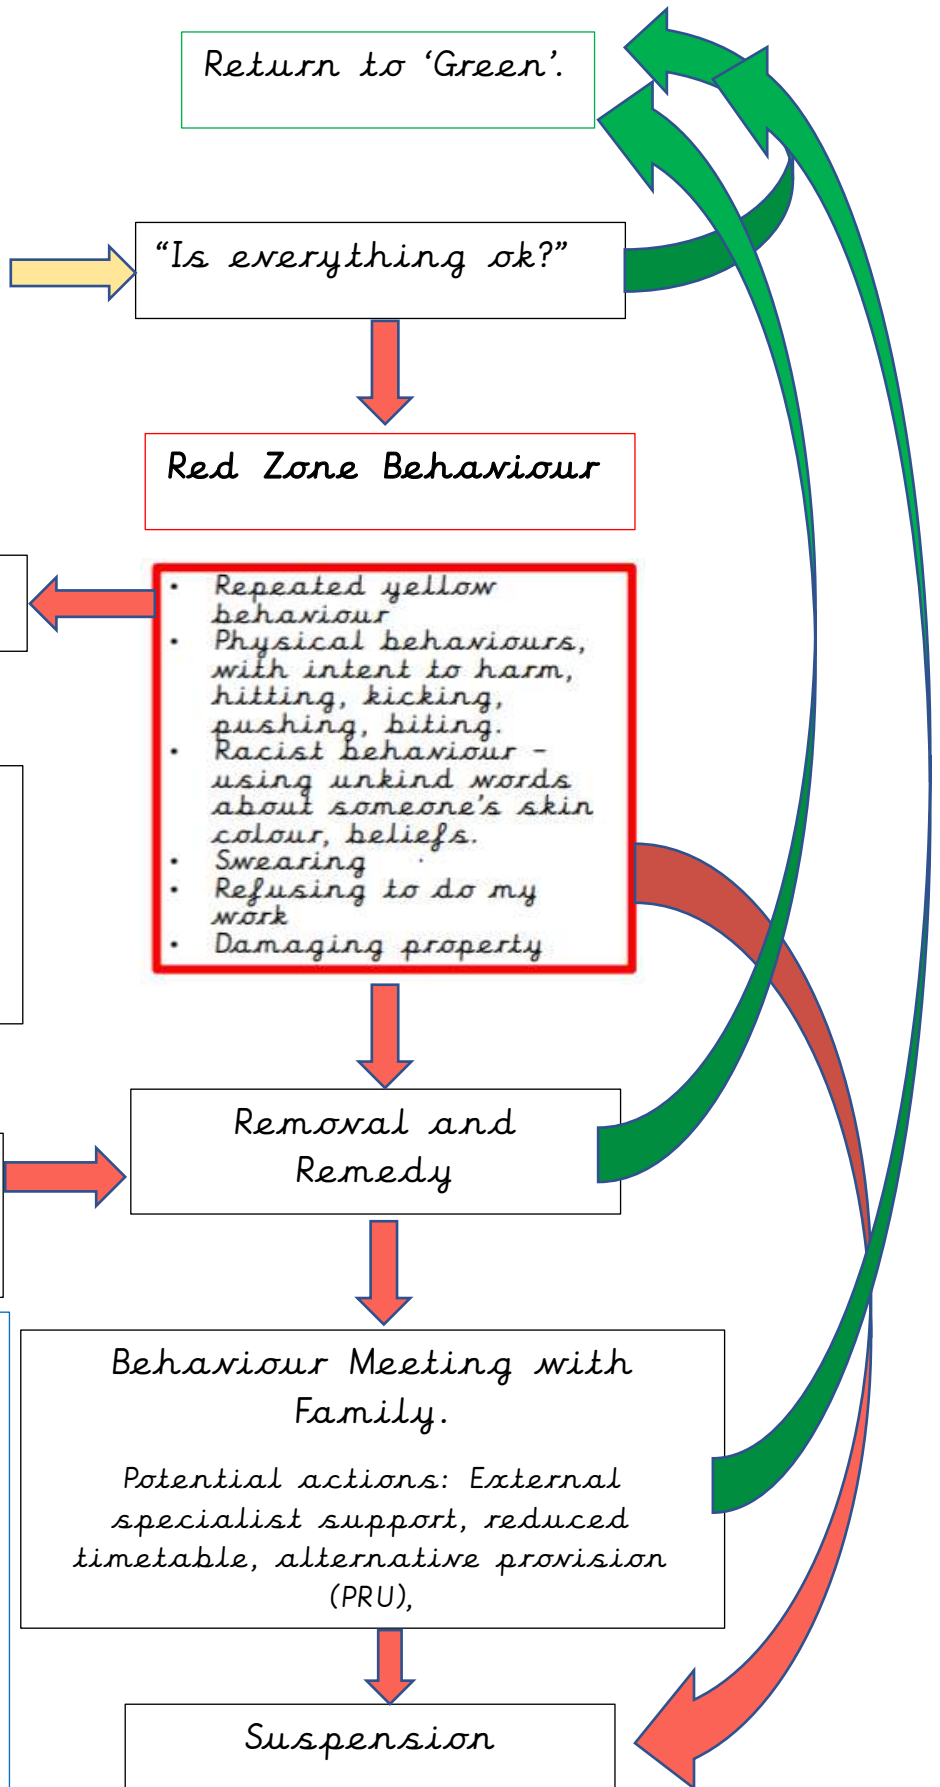 Return to ‘Green’.
“Is everything ok?”
Red Zone Behaviour
• Repeated yellow
behaviour
• Physical behaviours,
with intent to harm,
hitting, kicking,
pushing, biting.
• Racist behaviour –
using unkind words
about someone's skin
colour, beliefs.
• Swearing
• Refusing to do my
work
• Damaging property
Removal and
Remedy
Behaviour Meeting with
Family.
Potential actions: External
specialist support, reduced
timetable, alternative provision
(PRU),
Suspension